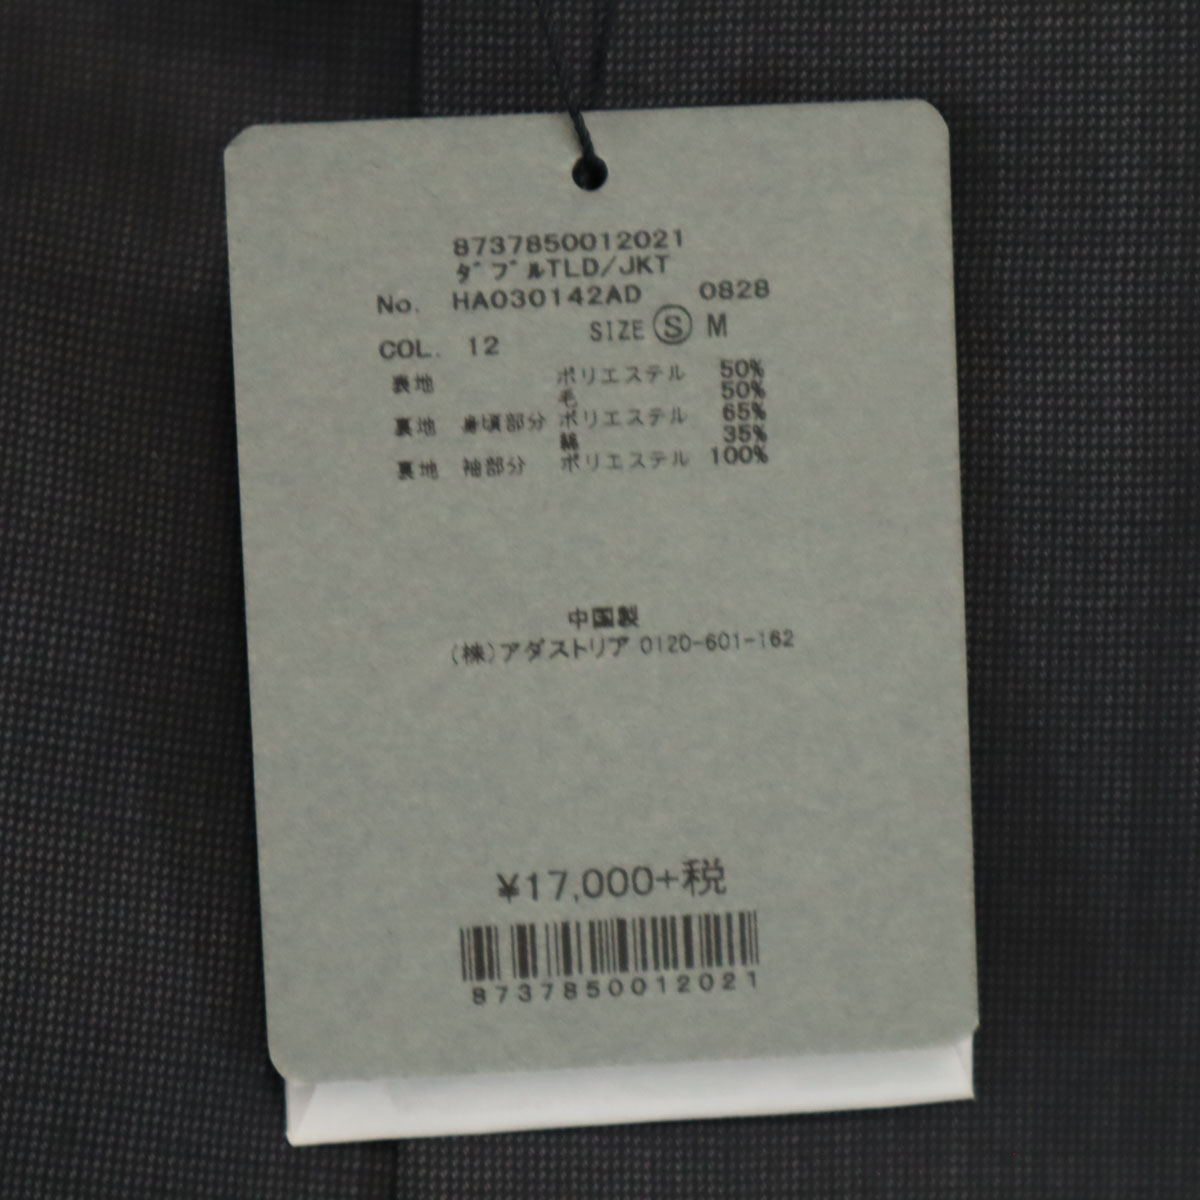 8737850012021
ダブルTLD/JKT
No. HA030142AD 0828
COL. 12 SIZE Ⓢ M
表地 ポリエステル 50%
毛 50%
裏地 身頃部分 ポリエステル 65%
綿 35%
裏地 袖部分 ポリエステル 100%
中国製
(株)アダストリア 0120-601-162
¥17,000+税
8737850012021